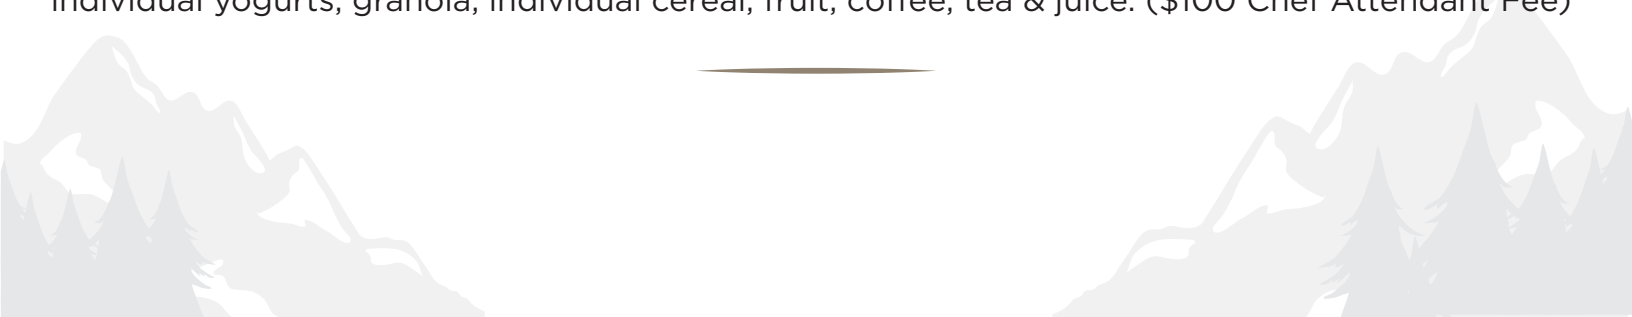 individual yogurts, granola, individual cereal, fruit, coffee, tea & juice. ($100 Chef Attendant Fee)